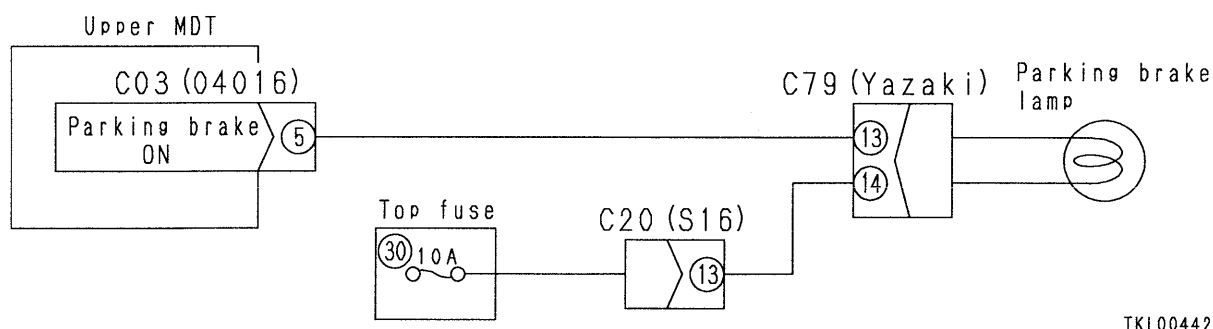 Upper MDT
C03 (04016)
Parking brake
ON
5
C79 (Yazaki)
13
14
Parking brake
lamp
Top fuse
30
10A
C20 (S16)
13
TKL00442